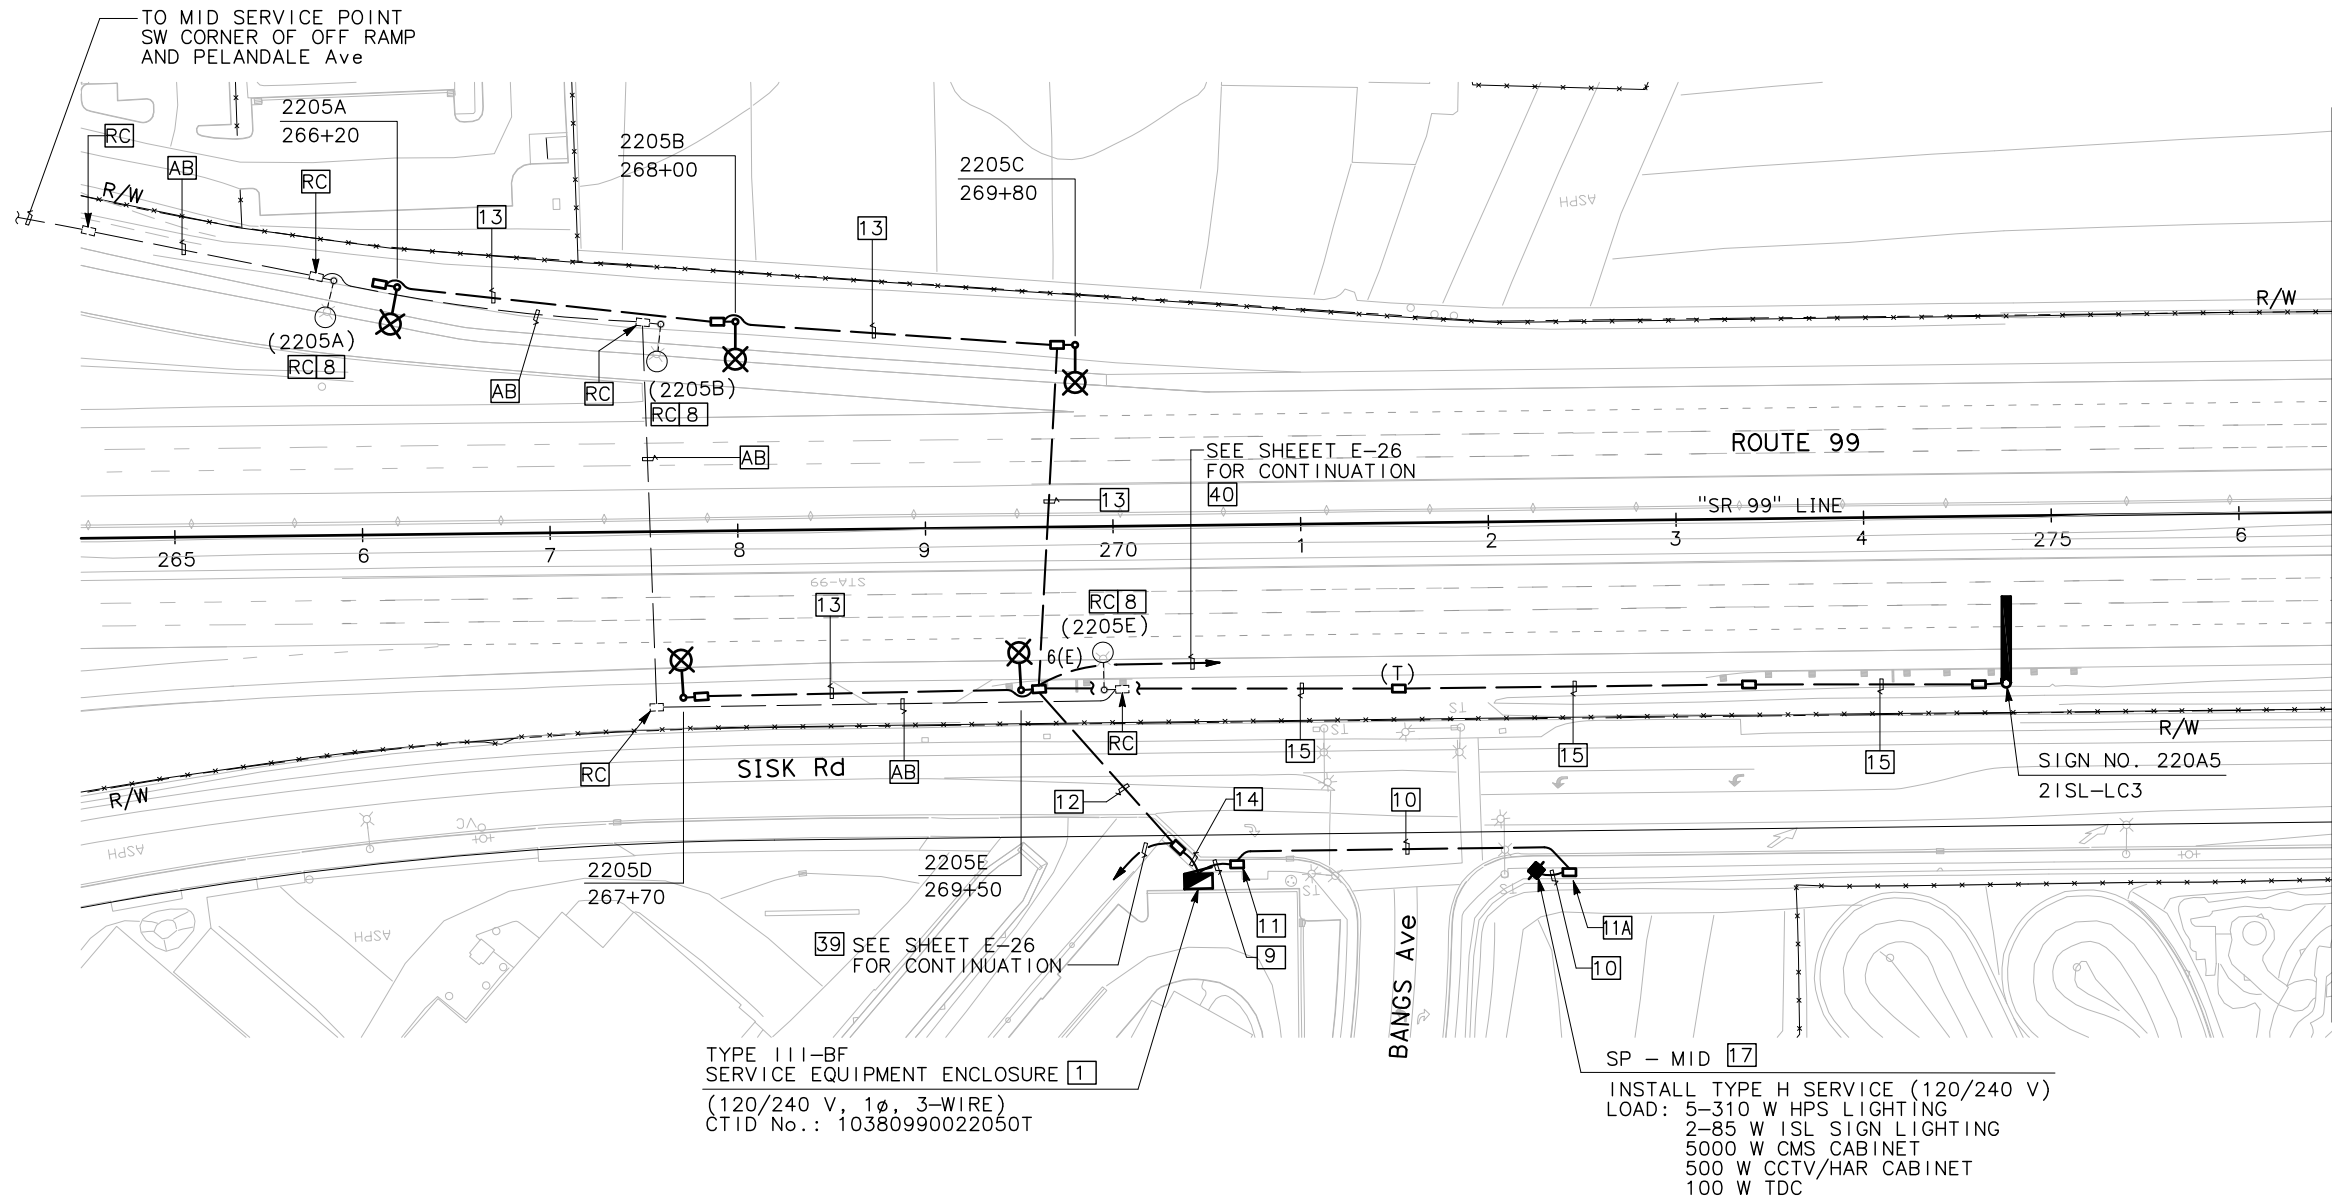 TO MID SERVICE POINT
SW CORNER OF OFF RAMP
AND PELANDALE Ave
2205A
266+20
2205B
268+00
2205C
269+80
RC
AB
RC
R/W
13
13
ASPH
R/W
(2205A)
RC 8
AB
RC
(2205B)
RC 8
AB
SEE SHEEET E-26
FOR CONTINUATION
40
13
ROUTE 99
"SR 99" LINE
265
6
7
8
9
270
1
2
3
4
275
6
STA-99
13
RC 8
(2205E)
6(E)
(T)
RC
15
15
15
ST
ST
R/W
SISK Rd
RC
AB
R/W
SIGN NO. 220A5
2ISL-LC3
12
14
10
CV
ASPH
2205D
267+70
2205E
269+50
ST
ST
11
9
11A
10
ASPH
39 SEE SHEET E-26
FOR CONTINUATION
BANGS Ave
TYPE III-BF
SERVICE EQUIPMENT ENCLOSURE 1
(120/240 V, 1ø, 3-WIRE)
CTID No.: 10380990022050T
SP - MID 17
INSTALL TYPE H SERVICE (120/240 V)
LOAD: 5-310 W HPS LIGHTING
2-85 W ISL SIGN LIGHTING
5000 W CMS CABINET
500 W CCTV/HAR CABINET
100 W TDC